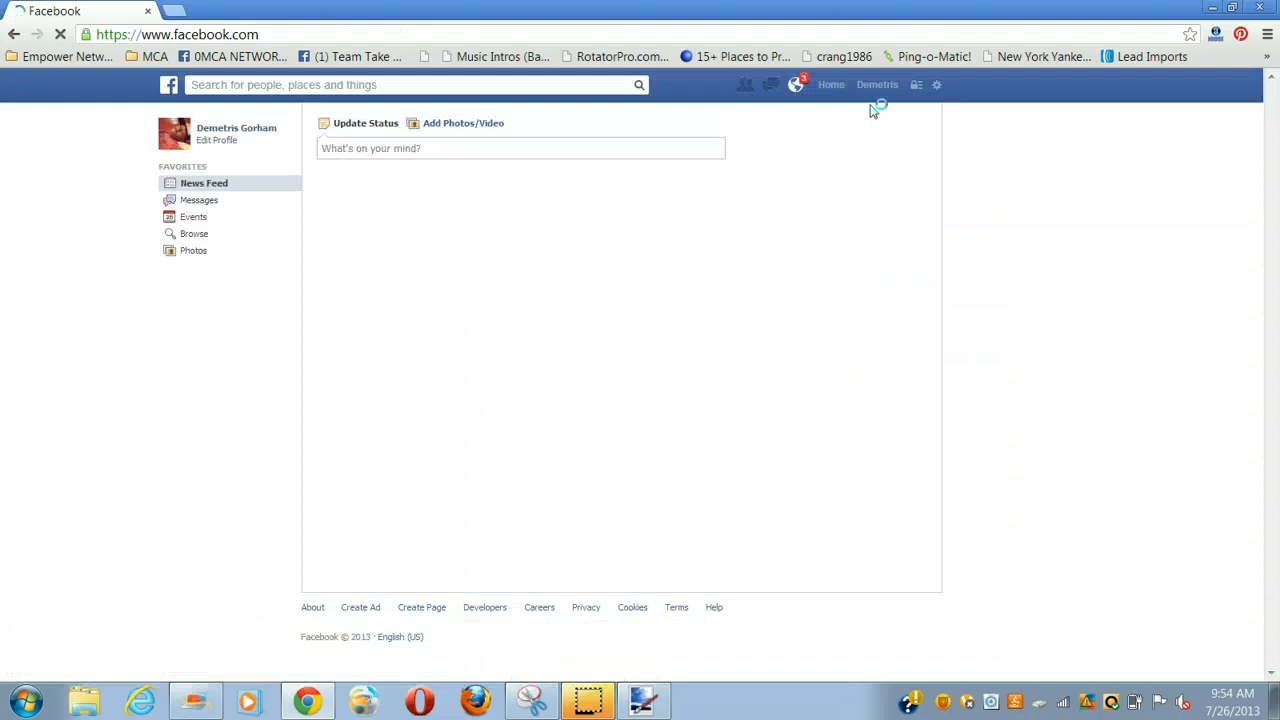 Facebook
https://www.facebook.com
Empower Netw... MCA 0MCA NETWOR... (1) Team Take ... Music Intros (Ba... RotatorPro.com... 15+ Places to Pr... crang1986 Ping-o-Matic! New York Yanke... Lead Imports »
Search for people, places and things 3 Home Demetris
Demetris Gorham
Edit Profile
FAVORITES
News Feed
Messages
Events
Browse
Photos
Update Status Add Photos/Video
What's on your mind?
About Create Ad Create Page Developers Careers Privacy Cookies Terms Help
Facebook © 2013 · English (US)
9:54 AM
7/26/2013